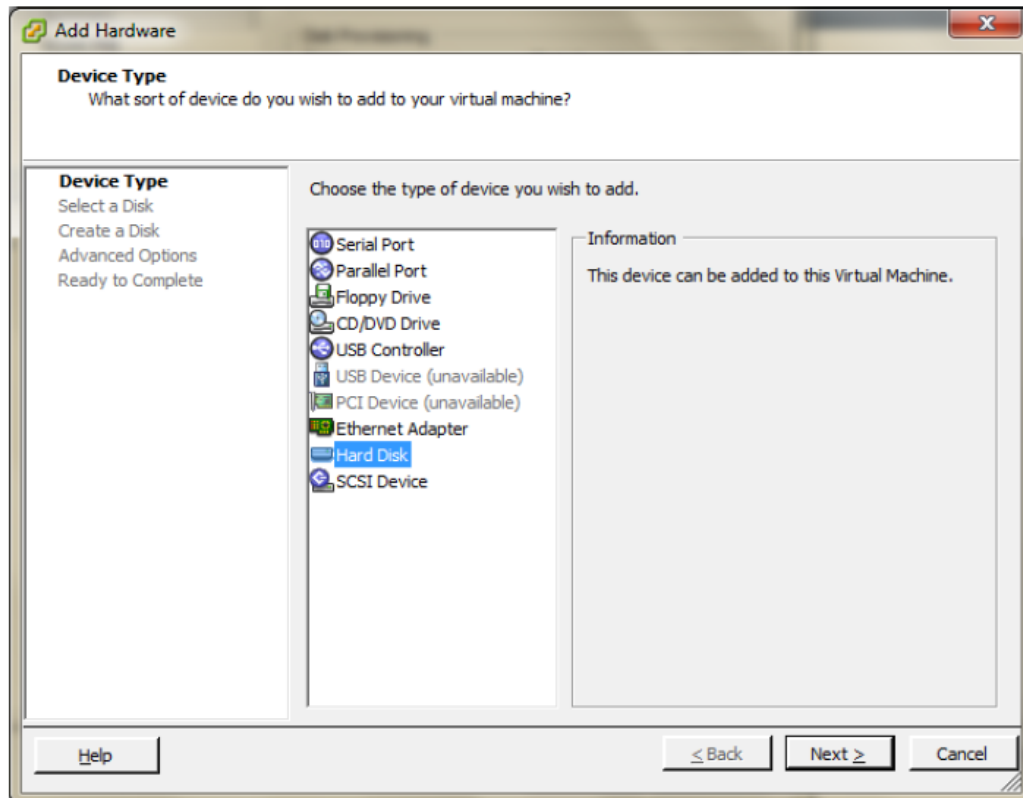 Add Hardware
Device Type
What sort of device do you wish to add to your virtual machine?
Device Type
Select a Disk
Create a Disk
Advanced Options
Ready to Complete
Choose the type of device you wish to add.
Serial Port
Parallel Port
Floppy Drive
CD/DVD Drive
USB Controller
USB Device (unavailable)
PCI Device (unavailable)
Ethernet Adapter
Hard Disk
SCSI Device
Information
This device can be added to this Virtual Machine.
Help
< Back
Next >
Cancel